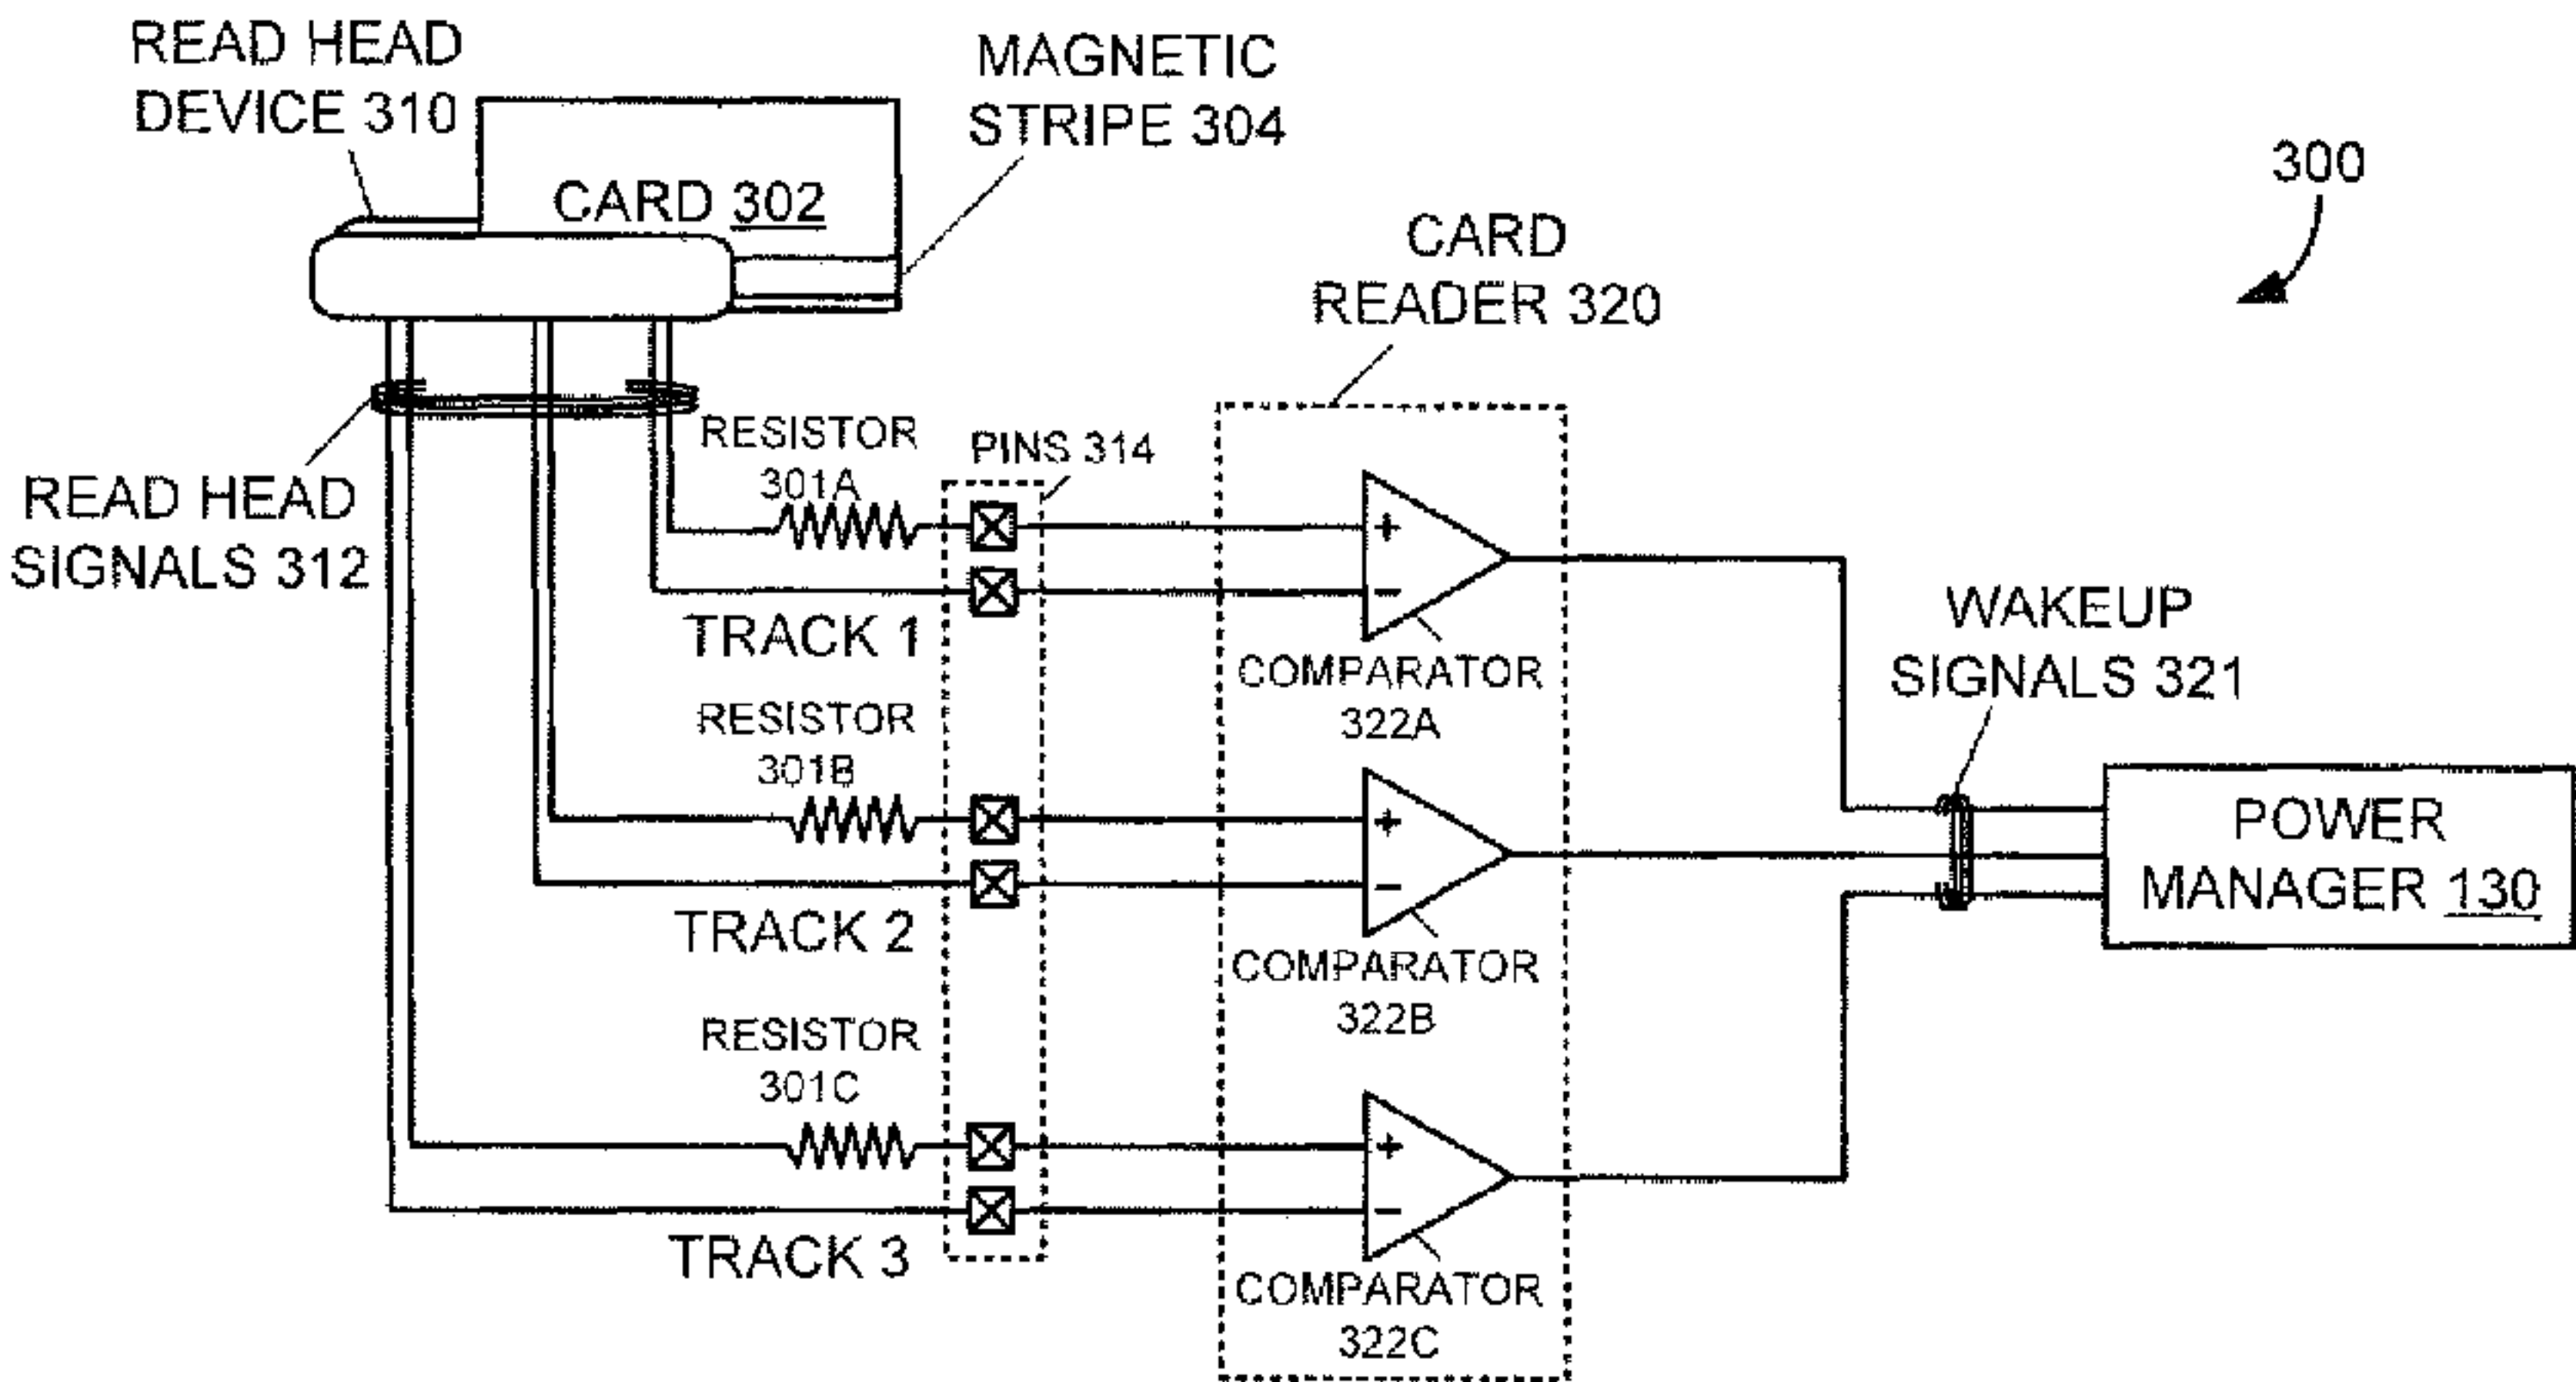 READ HEAD
DEVICE 310
MAGNETIC
STRIPE 304
300
CARD 302
CARD
READER 320
RESISTOR
301A
PINS 314
READ HEAD
SIGNALS 312
+
−
TRACK 1
COMPARATOR
322A
WAKEUP
SIGNALS 321
RESISTOR
301B
+
−
TRACK 2
POWER
MANAGER 130
COMPARATOR
322B
RESISTOR
301C
+
−
TRACK 3
COMPARATOR
322C